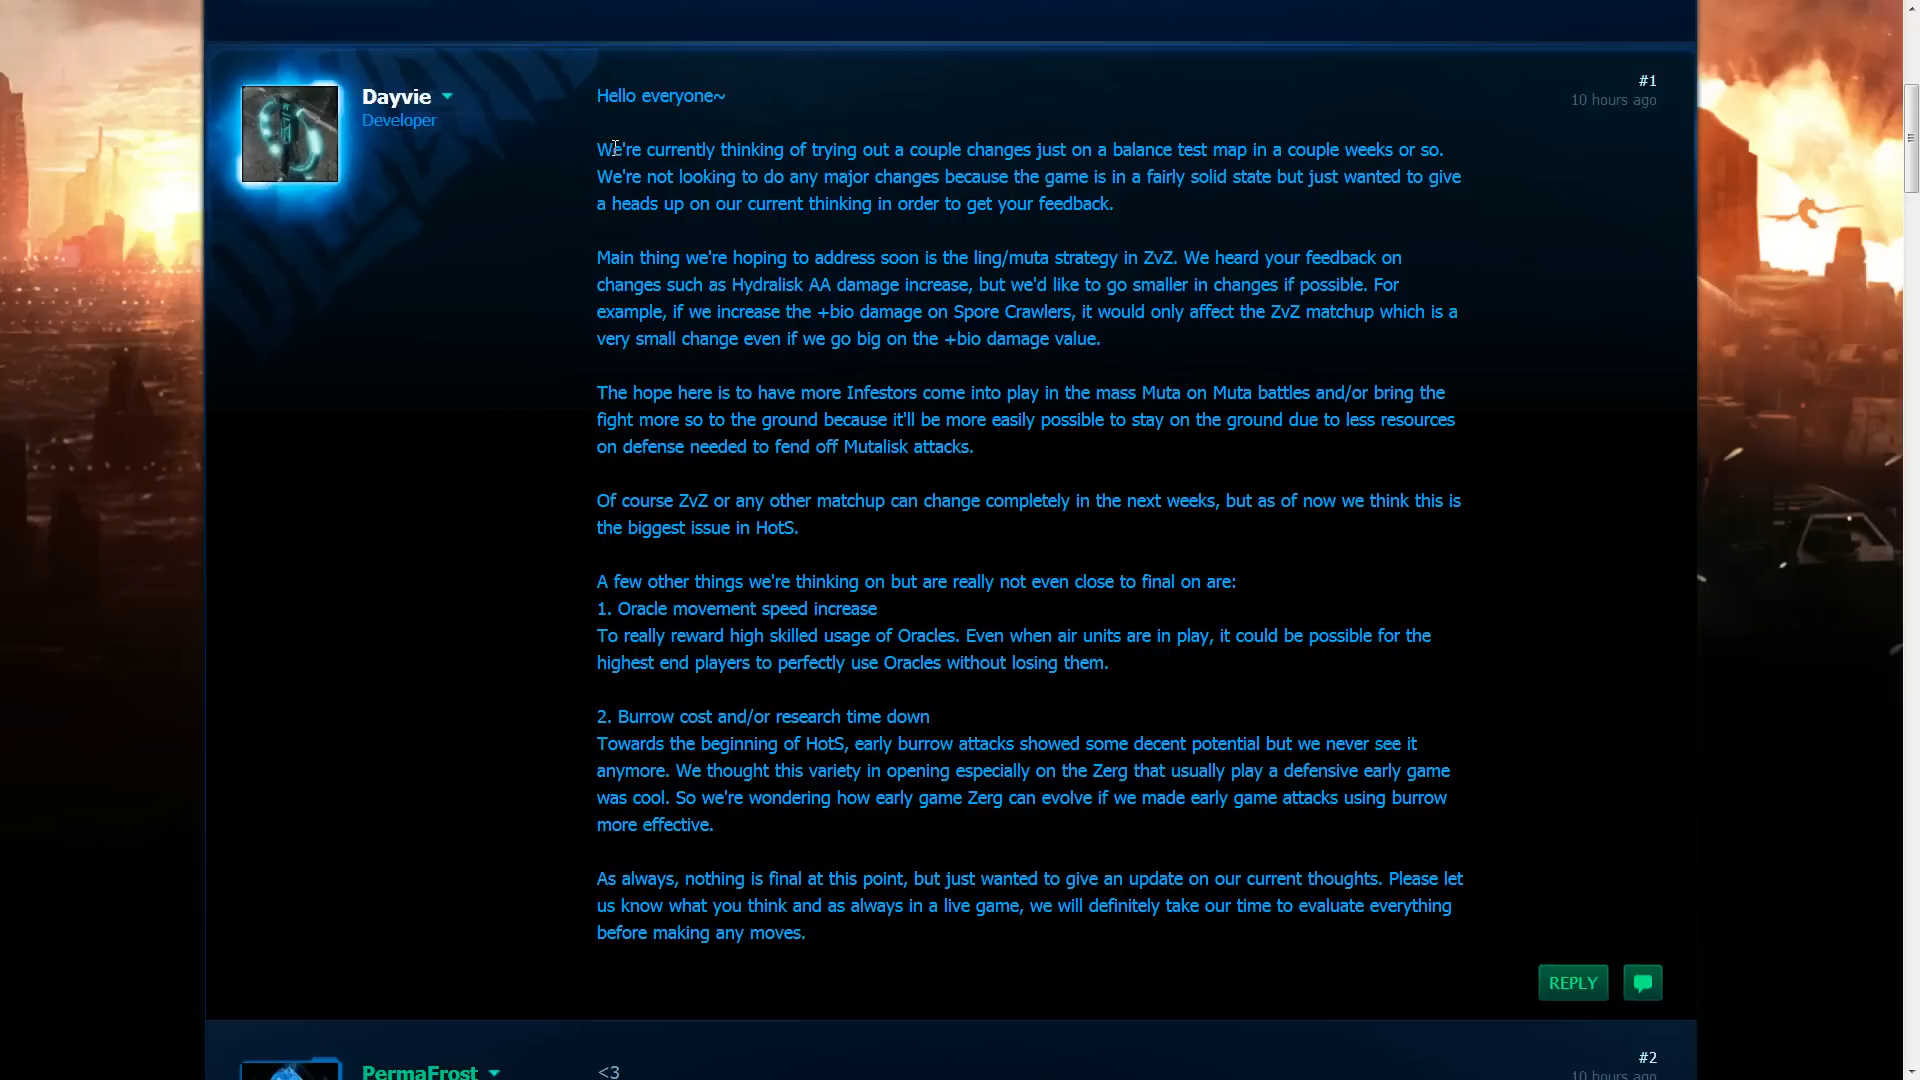 Dayvie
Developer
#1
10 hours ago
Hello everyone~
We're currently thinking of trying out a couple changes just on a balance test map in a couple weeks or so.
We're not looking to do any major changes because the game is in a fairly solid state but just wanted to give
a heads up on our current thinking in order to get your feedback.
Main thing we're hoping to address soon is the ling/muta strategy in ZvZ. We heard your feedback on
changes such as Hydralisk AA damage increase, but we'd like to go smaller in changes if possible. For
example, if we increase the +bio damage on Spore Crawlers, it would only affect the ZvZ matchup which is a
very small change even if we go big on the +bio damage value.
The hope here is to have more Infestors come into play in the mass Muta on Muta battles and/or bring the
fight more so to the ground because it'll be more easily possible to stay on the ground due to less resources
on defense needed to fend off Mutalisk attacks.
Of course ZvZ or any other matchup can change completely in the next weeks, but as of now we think this is
the biggest issue in HotS.
A few other things we're thinking on but are really not even close to final on are:
1. Oracle movement speed increase
To really reward high skilled usage of Oracles. Even when air units are in play, it could be possible for the
highest end players to perfectly use Oracles without losing them.
2. Burrow cost and/or research time down
Towards the beginning of HotS, early burrow attacks showed some decent potential but we never see it
anymore. We thought this variety in opening especially on the Zerg that usually play a defensive early game
was cool. So we're wondering how early game Zerg can evolve if we made early game attacks using burrow
more effective.
As always, nothing is final at this point, but just wanted to give an update on our current thoughts. Please let
us know what you think and as always in a live game, we will definitely take our time to evaluate everything
before making any moves.
REPLY
PermaFrost
<3
#2
10 hours ago